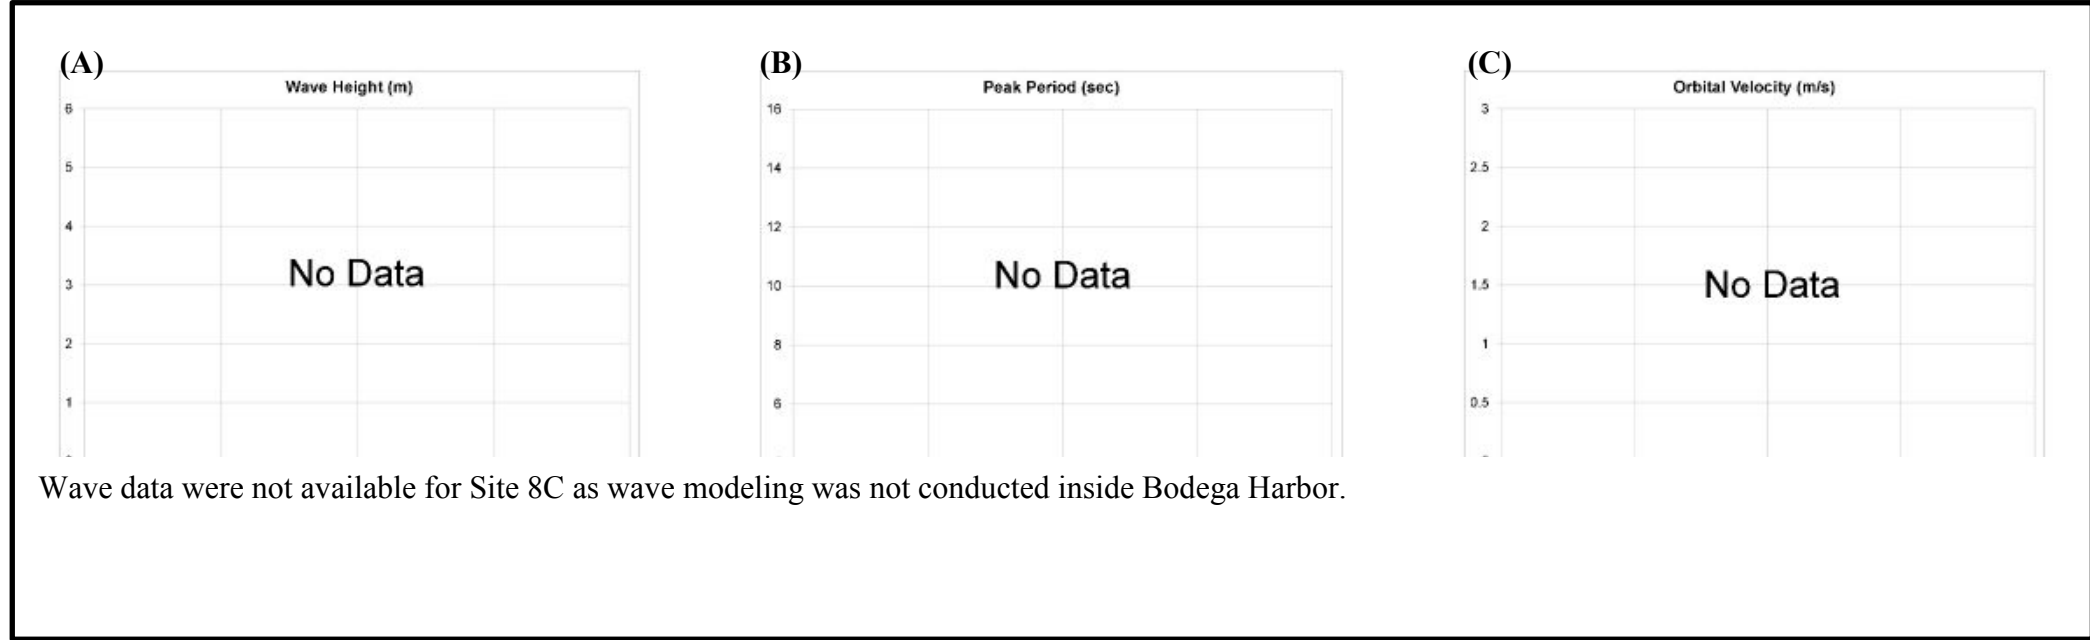 (A)
Wave Height (m)
6
5
4
3
2
1
No Data
(B)
Peak Period (sec)
16
14
12
10
8
6
No Data
(C)
Orbital Velocity (m/s)
3
2.5
2
1.5
1
0.5
No Data
Wave data were not available for Site 8C as wave modeling was not conducted inside Bodega Harbor.